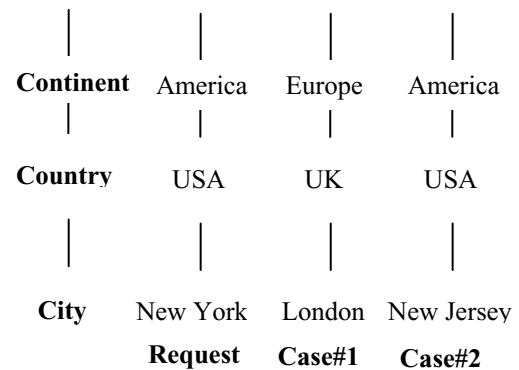 Continent America Europe America
Country USA UK USA
City New York London New Jersey
Request Case#1 Case#2